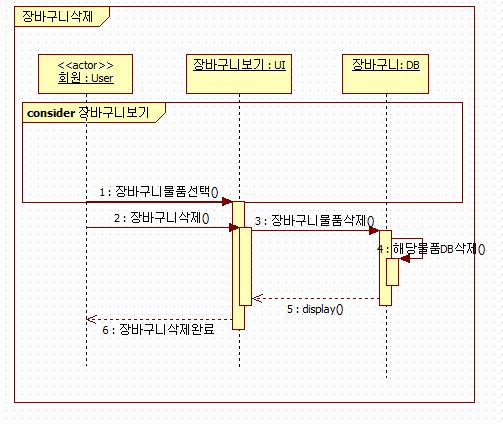 장바구니삭제
<<actor>>
회원 : User
장바구니보기 : UI
장바구니: DB
consider 장바구니보기
1 : 장바구니물품선택()
2 : 장바구니삭제()
3 : 장바구니물품삭제()
4 : 해당물품DB삭제()
5 : display()
6 : 장바구니삭제완료